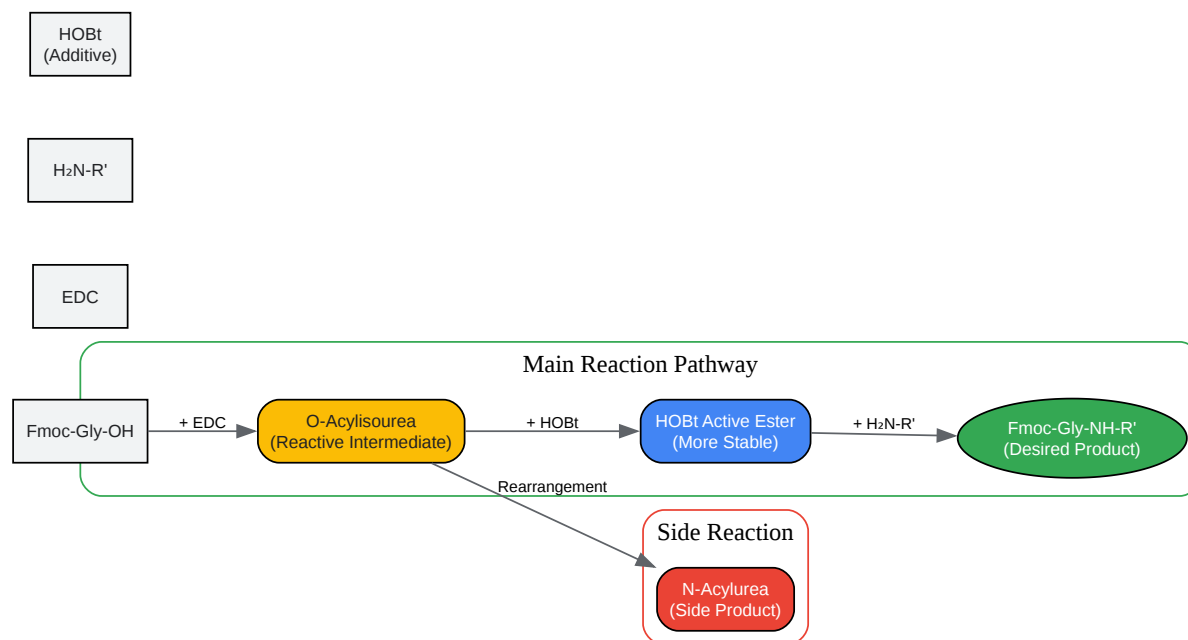 HOBt
(Additive)
H₂N-R'
EDC
Main Reaction Pathway
Fmoc-Gly-OH
+ EDC
O-Acylisourea
(Reactive Intermediate)
+ HOBt
HOBt Active Ester
(More Stable)
+ H₂N-R'
Fmoc-Gly-NH-R'
(Desired Product)
Rearrangement
Side Reaction
N-Acylurea
(Side Product)